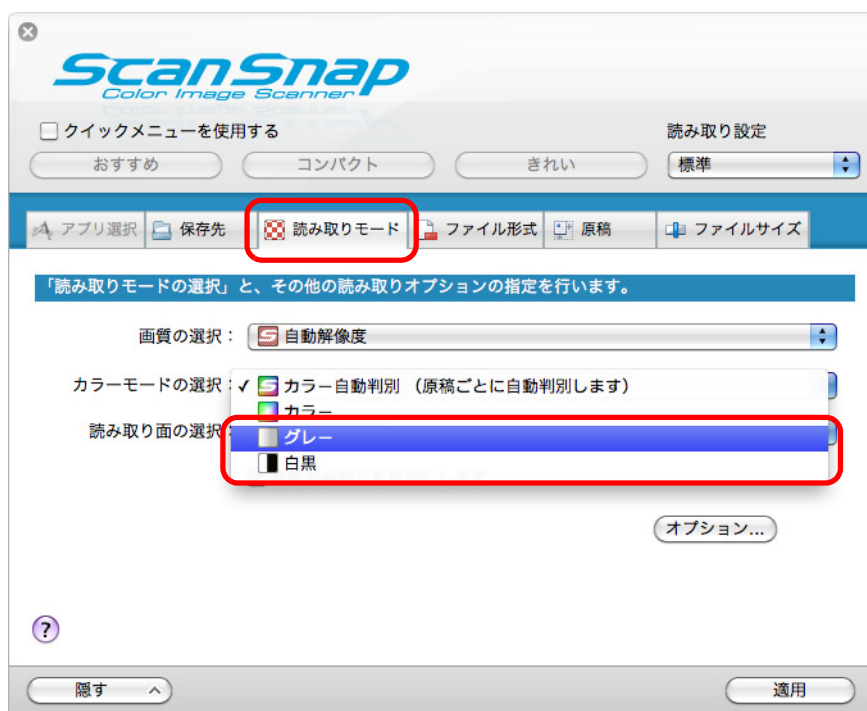 ScanSnap
Color Image Scanner
クイックメニューを使用する
読み取り設定
おすすめ コンパクト きれい 標準
アプリ選択 保存先 読み取りモード ファイル形式 原稿 ファイルサイズ
「読み取りモードの選択」と、その他の読み取りオプションの指定を行います。
画質の選択： 自動解像度
カラーモードの選択： ✓ カラー自動判別 （原稿ごとに自動判別します）
カラー
読み取り面の選択：
グレー
白黒
オプション...
?
隠す 適用